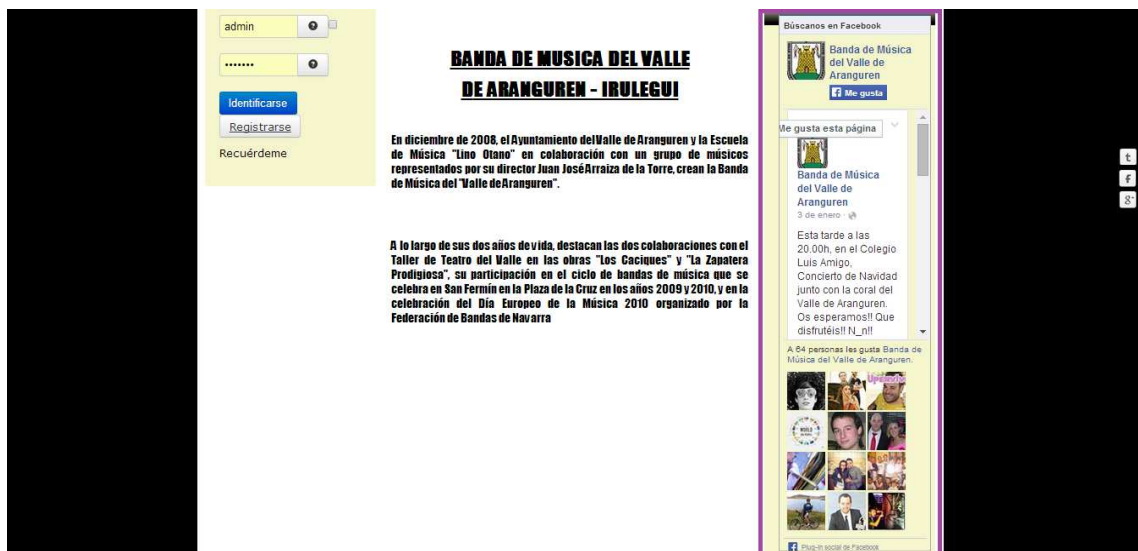 admin
•••••••
Identificarse
Registrarse
Recuérdeme
BANDA DE MUSICA DEL VALLE
DE ARANGUREN - IRULEGUI
En diciembre de 2008, el Ayuntamiento del Valle de Aranguren y la Escuela
de Música "Lino Otano" en colaboración con un grupo de músicos
representados por su director Juan José Arraiza de la Torre, crean la Banda
de Música del "Valle de Aranguren".
A lo largo de sus dos años de vida, destacan las dos colaboraciones con el
Taller de Teatro del Valle en las obras "Los Caciques" y "La Zapatera
Prodigiosa", su participación en el ciclo de bandas de música que se
celebra en San Fermín en la Plaza de la Cruz en los años 2009 y 2010, y en la
celebración del Día Europeo de la Música 2010 organizado por la
Federación de Bandas de Navarra
Búscanos en Facebook
Banda de Música
del Valle de
Aranguren
Me gusta
Me gusta esta página
Banda de Música
del Valle de
Aranguren
3 de enero ·
Esta tarde a las
20.00h, en el Colegio
Luis Amigo,
Concierto de Navidad
junto con la coral del
Valle de Aranguren.
Os esperamos!! Que
disfrutéis!! N_n!!
A 64 personas les gusta Banda de
Música del Valle de Aranguren.
WORLD
Plug-in social de Facebook